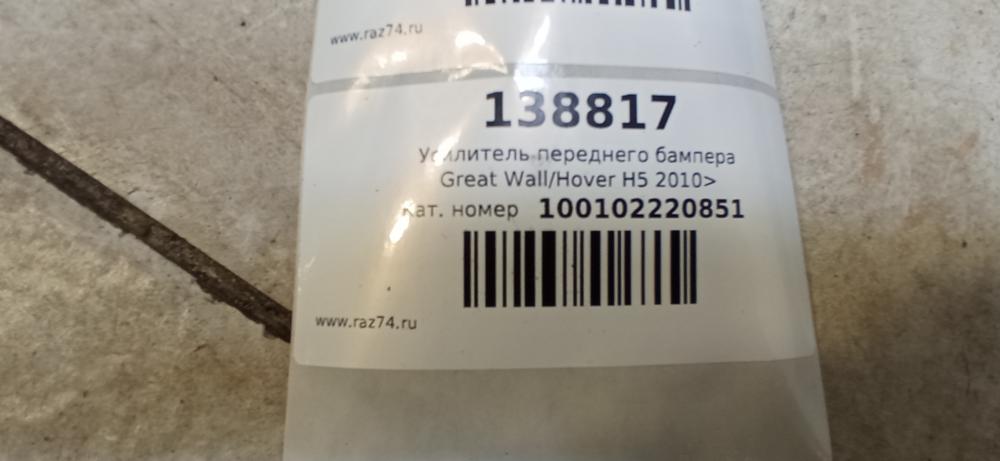 www.raz74.ru
138817
Усилитель переднего бампера
Great Wall/Hover H5 2010>
Кат. номер 100102220851
www.raz74.ru